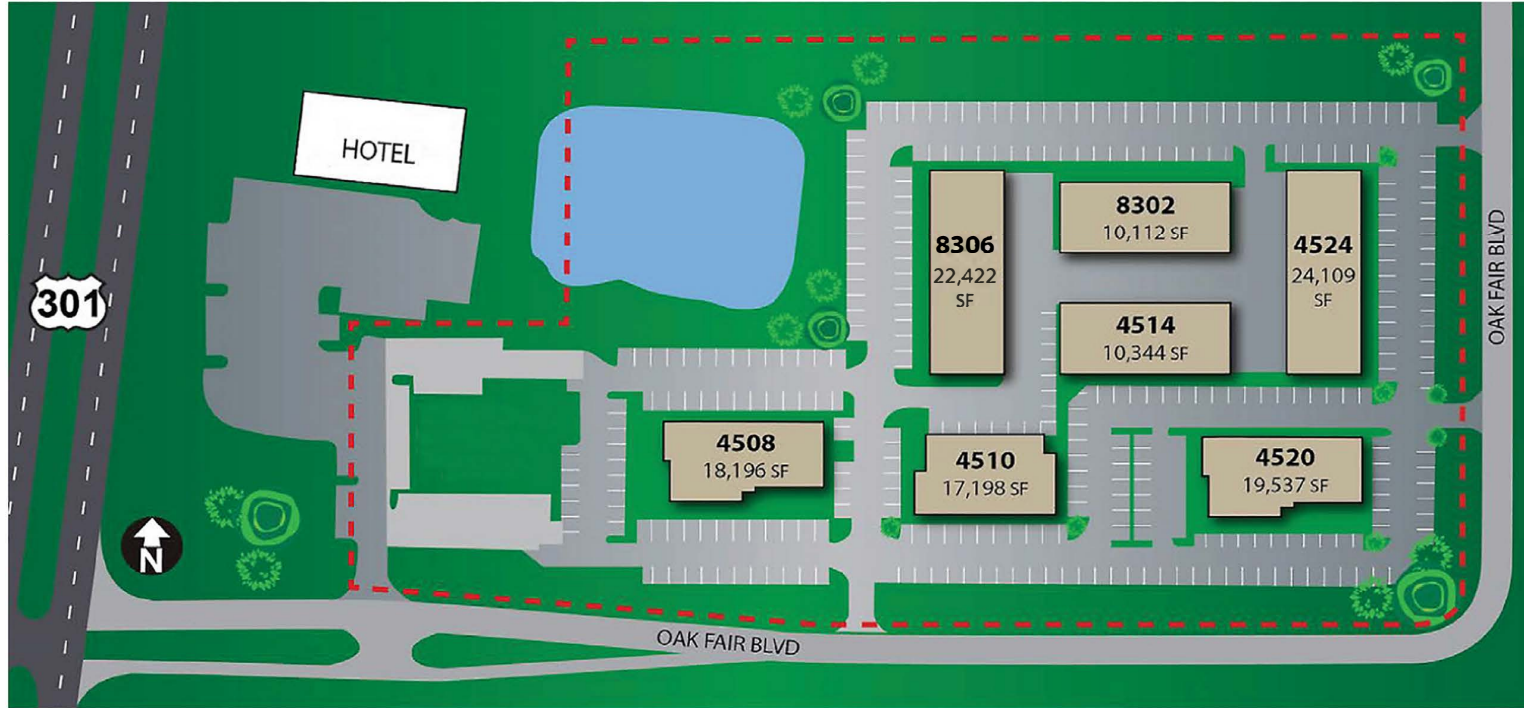 HOTEL
301
8306
22,422
SF
8302
10,112 SF
4524
24,109
SF
4514
10,344 SF
OAK FAIR BLVD
4508
18,196 SF
4510
17,198 SF
4520
19,537 SF
N
OAK FAIR BLVD